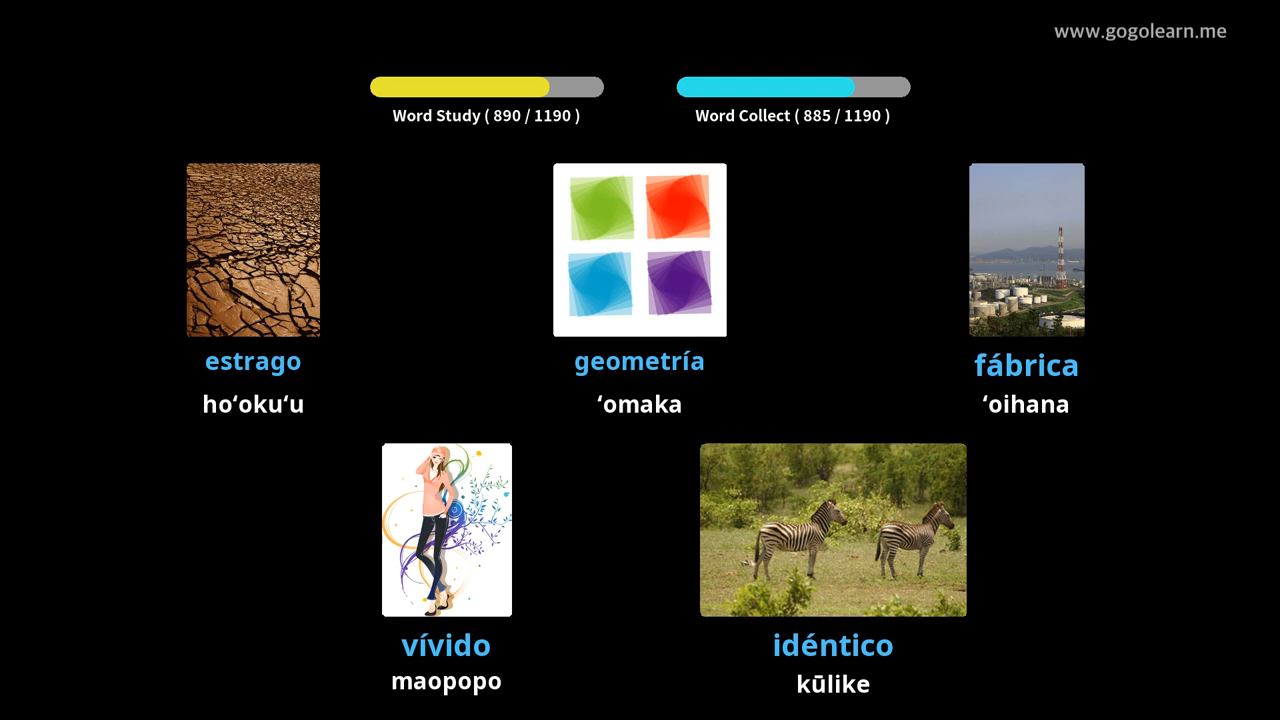 www.gogolearn.me
Word Study ( 890 / 1190 )
Word Collect ( 885 / 1190 )
estrago
geometría
fábrica
hoʻokuʻu
ʻomaka
ʻoihana
vívido
idéntico
maopopo
kūlike